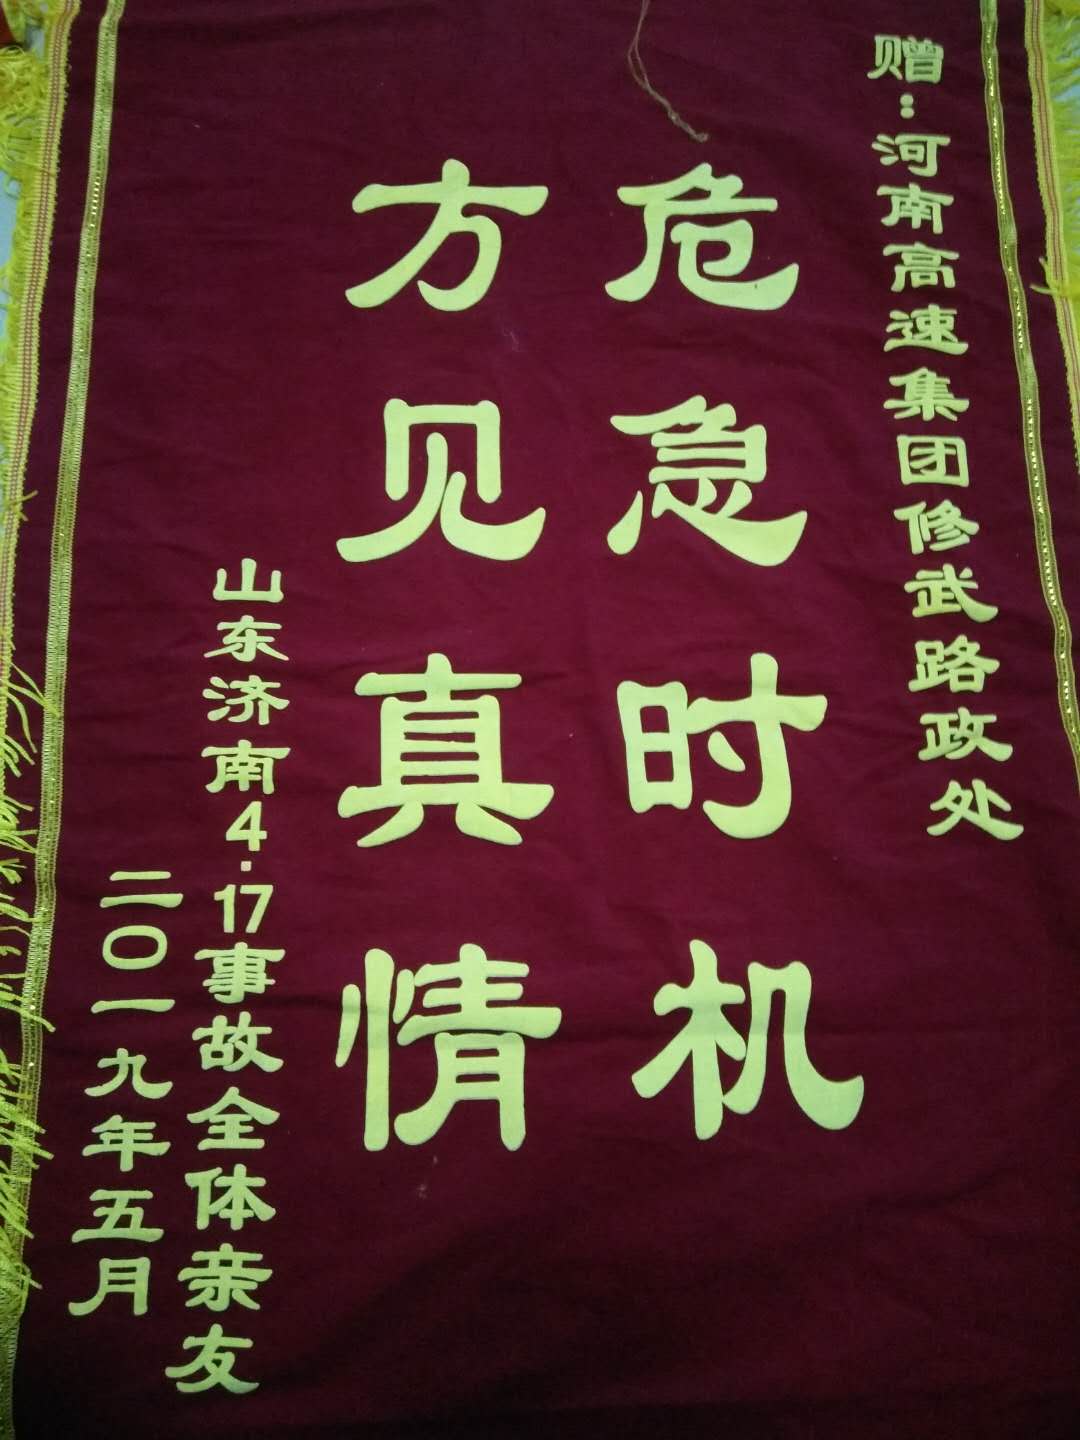 赠：河南高速集团修武路政处
危急时机
方见真情
山东济南4.17事故全体亲友
二〇一九年五月